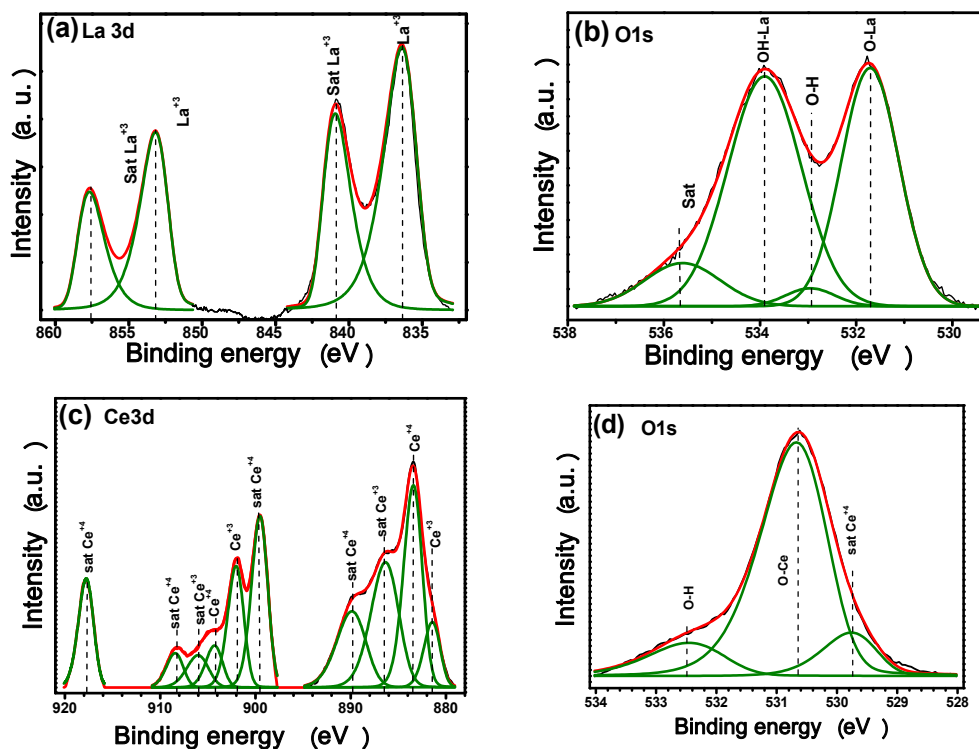 (a) La 3d
La+3
Sat La+3
Sat La+3
La+3
Intensity (a. u.)
860 855 850 845 840 835
Binding energy (eV )
(b) O1s
Sat
OH-La
O-H
O-La
Intensity (a.u.)
538 536 534 532 530
Binding energy (eV )
(c) Ce3d
sat Ce+4
sat Ce+4
sat Ce+3
Ce+4
Ce+3
sat Ce+4
sat Ce+4
sat Ce+3
Ce+4
Ce+3
Intensity (a.u.)
920 910 900 890 880
Binding energy (eV )
(d) O1s
O-H
O-Ce
sat Ce+4
Intensity (a.u.)
534 533 532 531 530 529 528
Binding energy (eV )